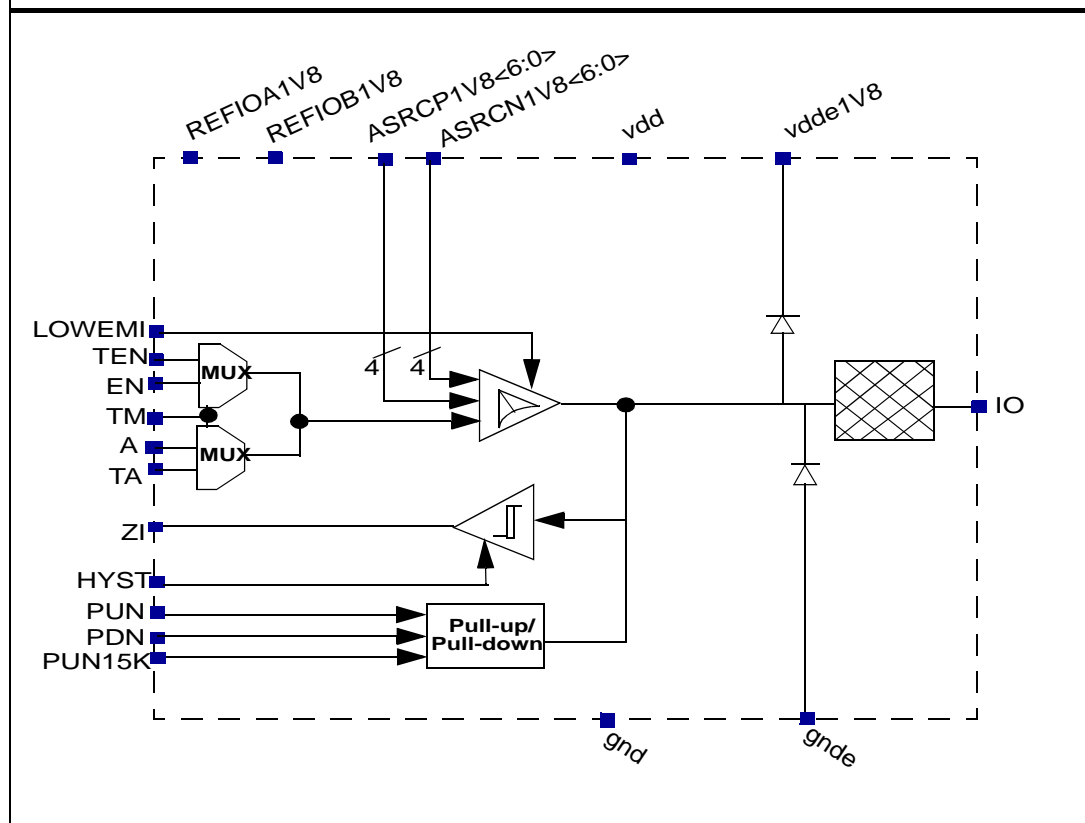 REFIOA1V8
REFIOB1V8
ASRCP1V8<6:0>
ASRCN1V8<6:0>
vdd
vdde1V8
LOWEMI
TEN
EN
TM
A
TA
MUX
MUX
4
4
IO
ZI
HYST
PUN
PDN
PUN15K
Pull-up/
Pull-down
gnd
gnde